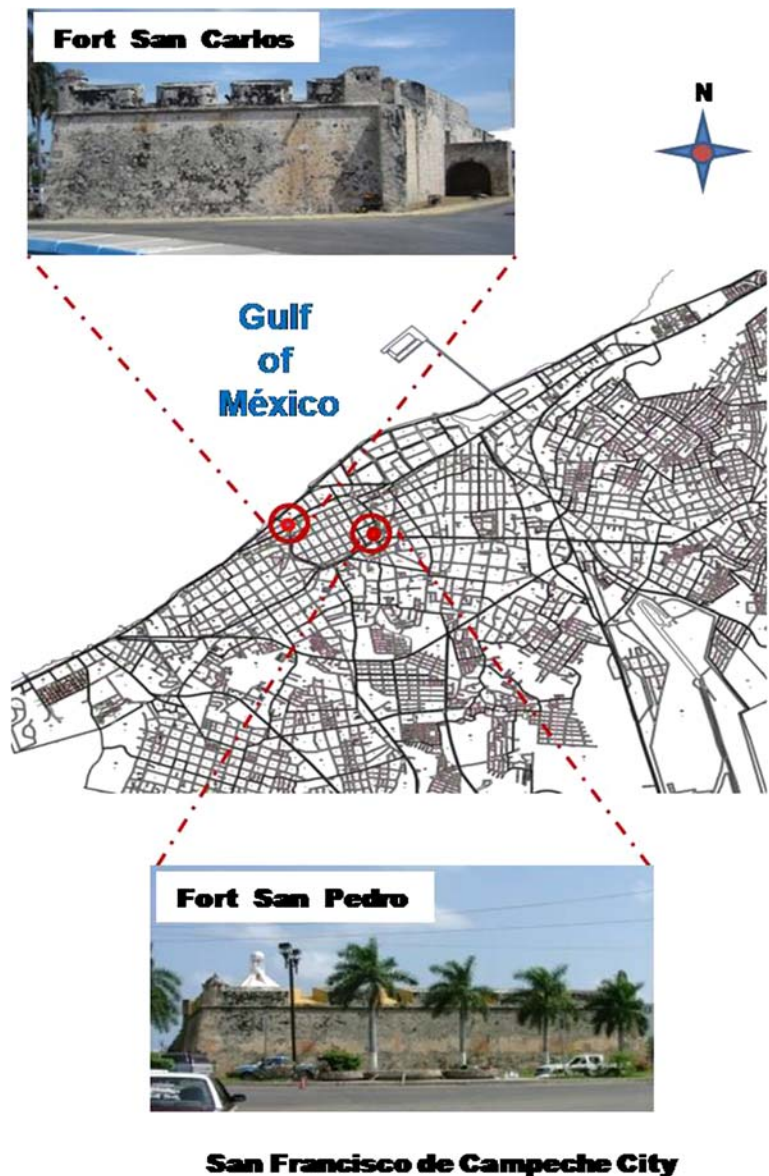 Fort San Carlos
N
Gulf
of
México
Fort San Pedro
San Francisco de Campeche City